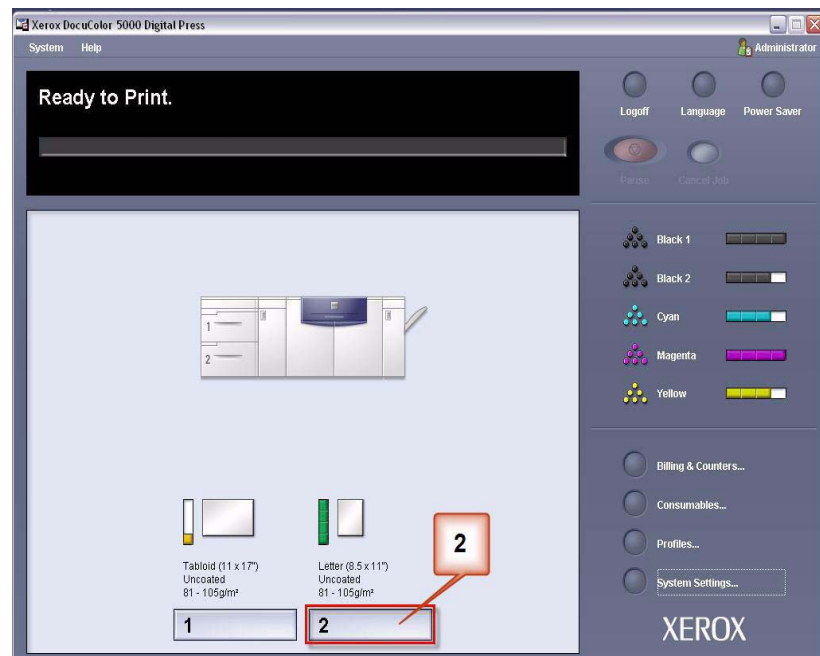 Xerox DocuColor 5000 Digital Press
System Help
Administrator
Ready to Print.
Logoff Language Power Saver
Pause Cancel Job
Black 1
Black 2
Cyan
Magenta
Yellow
1
2
Billing & Counters...
Consumables...
Profiles...
System Settings...
Tabloid (11 x 17")
Uncoated
81 - 105g/m²
Letter (8.5 x 11")
Uncoated
81 - 105g/m²
2
1
2
XEROX